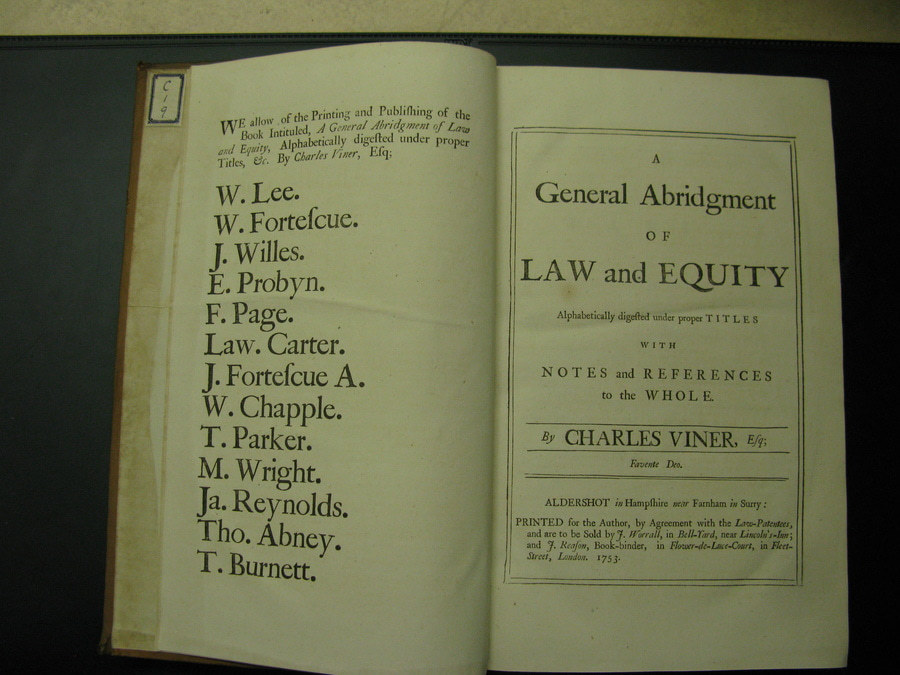 C
1
9
WE allow of the Printing and Publiſhing of the
Book Intituled, A General Abridgment of Law
and Equity, Alphabetically digeſted under proper
Titles, &c. By Charles Viner, Eſq;
W. Lee.
W. Forteſcue.
J. Willes.
E. Probyn.
F. Page.
Law. Carter.
J. Forteſcue A.
W. Chapple.
T. Parker.
M. Wright.
Ja. Reynolds.
Tho. Abney.
T. Burnett.
A
General Abridgment
OF
LAW and EQUITY
Alphabetically digeſted under proper TITLES
WITH
NOTES and REFERENCES
to the WHOLE.
By CHARLES VINER, Eſq;
Favente Deo.
ALDERSHOT in Hampſhire near Farnham in Surry:
PRINTED for the Author, by Agreement with the Law-Patentees,
and are to be Sold by J. Worrall, in Bell-Yard, near Lincoln's-Inn;
and J. Reaſon, Book-binder, in Flower-de-Luce-Court, in Fleet-
Street, London. 1753.